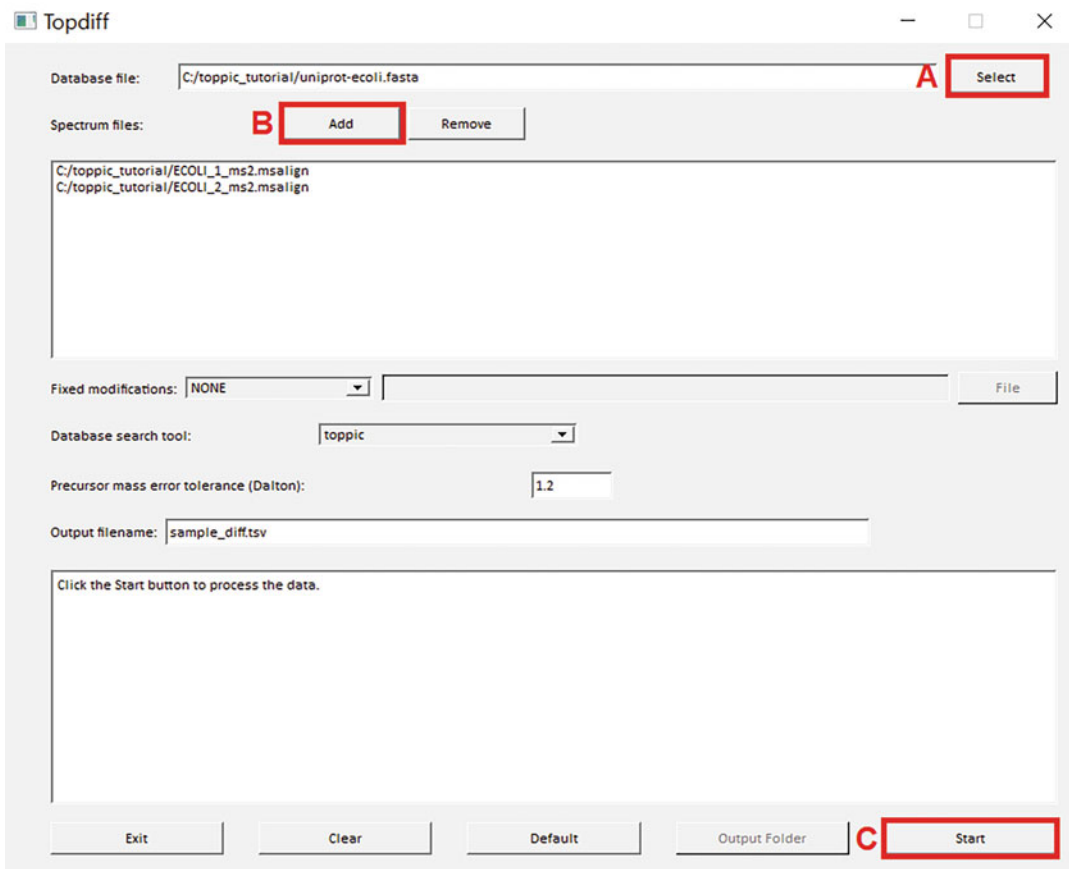 Topdiff
Database file: C:/toppic_tutorial/uniprot-ecoli.fasta A Select
Spectrum files: B Add Remove
C:/toppic_tutorial/ECOLI_1_ms2.msalign
C:/toppic_tutorial/ECOLI_2_ms2.msalign
Fixed modifications: NONE File
Database search tool: toppic
Precursor mass error tolerance (Dalton): 1.2
Output filename: sample_diff.tsv
Click the Start button to process the data.
Exit Clear Default Output Folder C Start